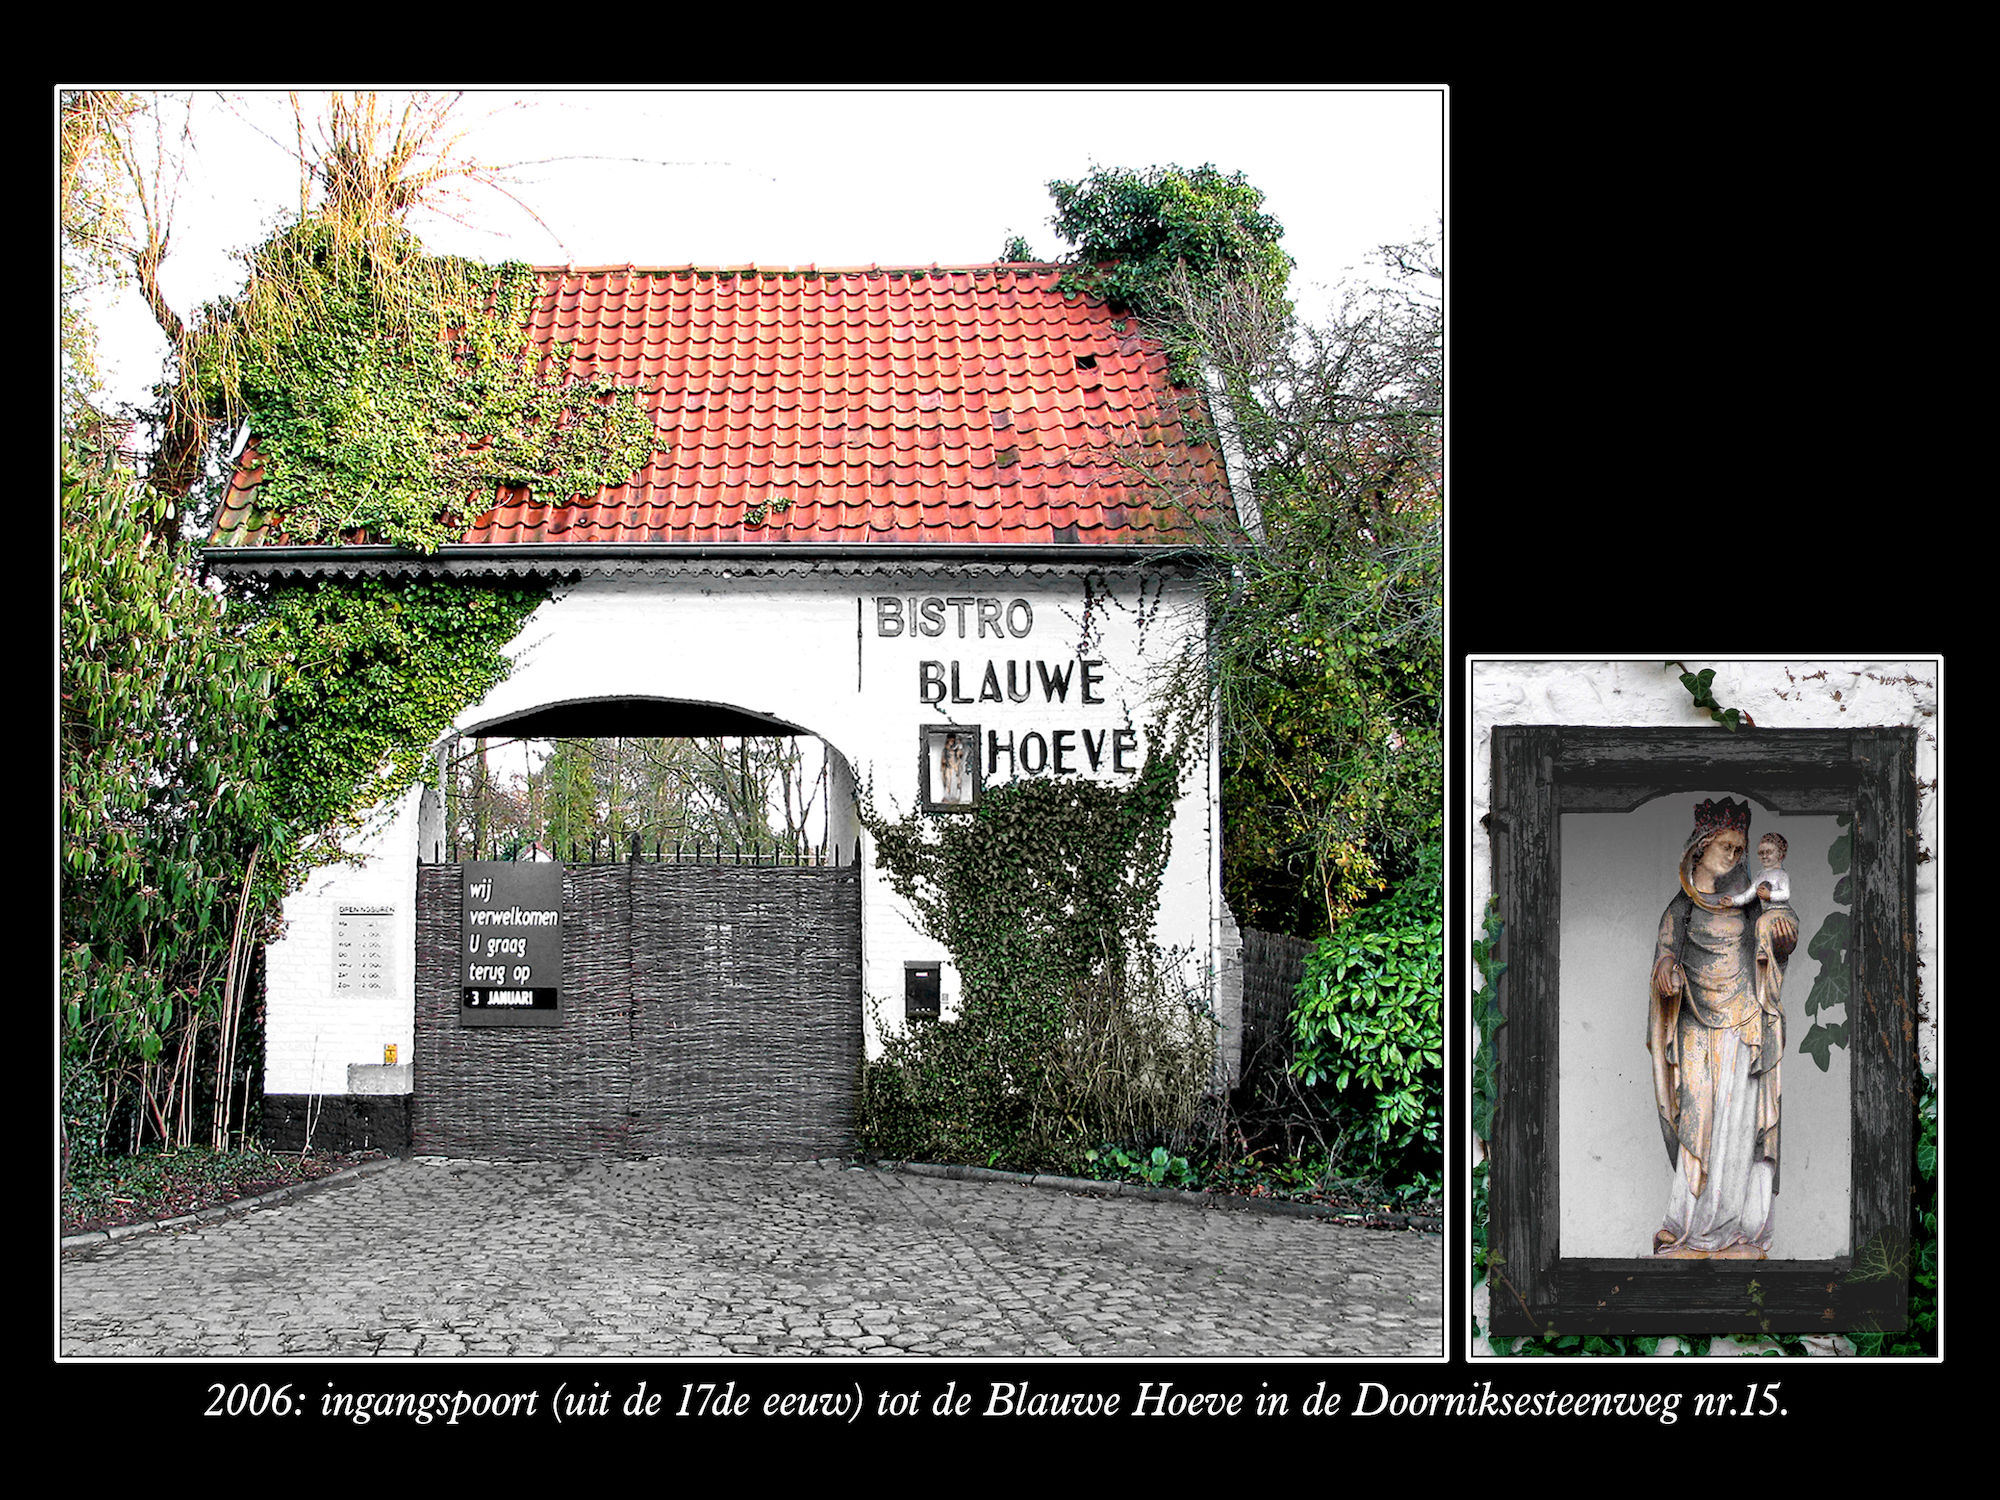 BISTRO
BLAUWE
HOEVE
wij
verwelkomen
U graag
terug op
3 JANUARI
OPENINGSUREN
2006: ingangspoort (uit de 17de eeuw) tot de Blauwe Hoeve in de Doorniksesteenweg nr.15.